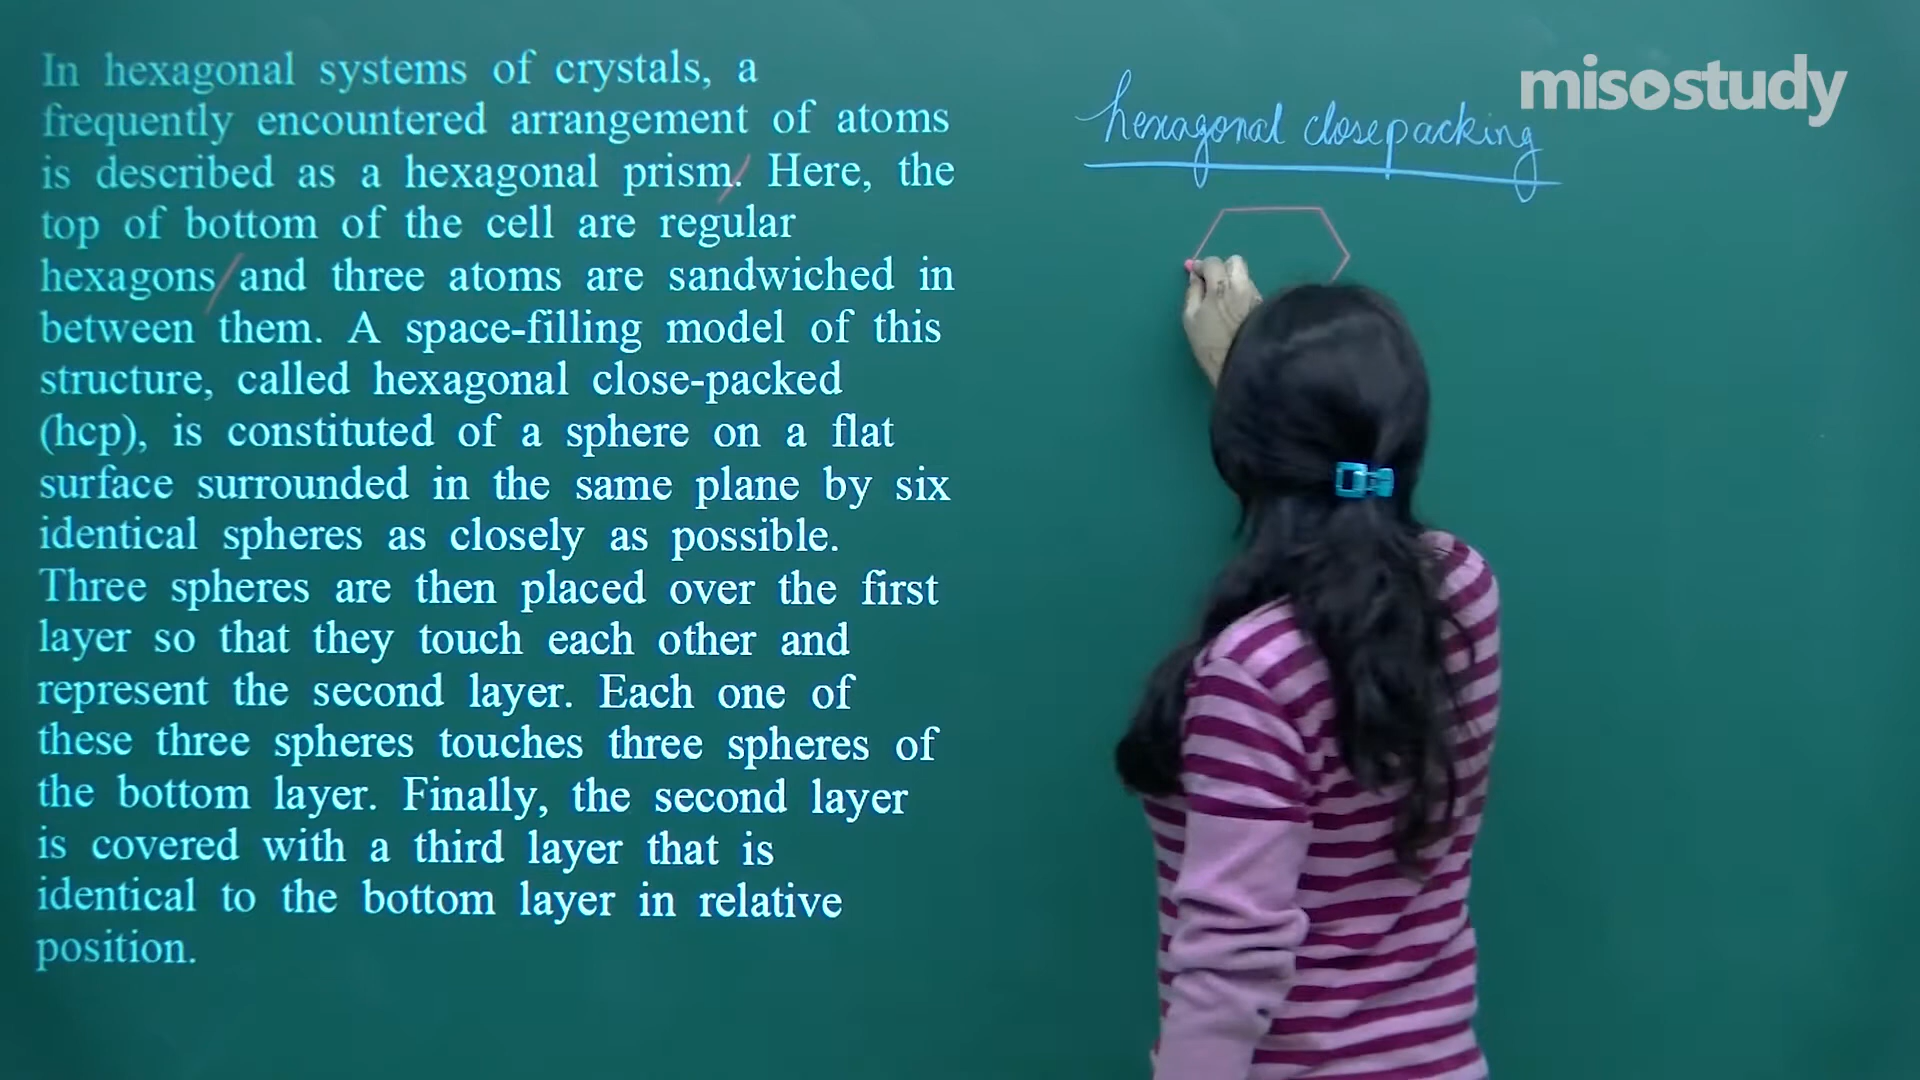 In hexagonal systems of crystals, a
frequently encountered arrangement of atoms
is described as a hexagonal prism. Here, the
top of bottom of the cell are regular
hexagons and three atoms are sandwiched in
between them. A space-filling model of this
structure, called hexagonal close-packed
(hcp), is constituted of a sphere on a flat
surface surrounded in the same plane by six
identical spheres as closely as possible.
Three spheres are then placed over the first
layer so that they touch each other and
represent the second layer. Each one of
these three spheres touches three spheres of
the bottom layer. Finally, the second layer
is covered with a third layer that is
identical to the bottom layer in relative
position.
hexagonal closepacking
misostudy